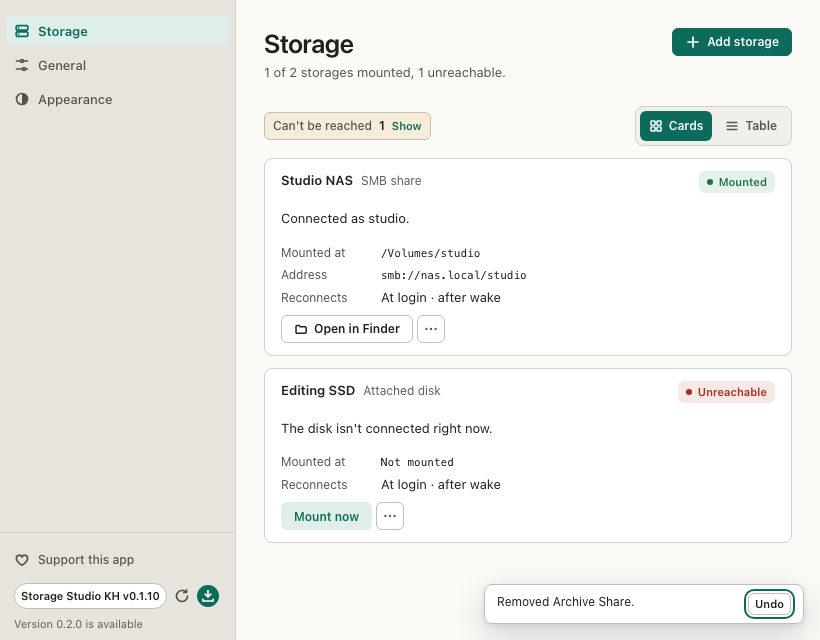 Storage
General
Appearance
Support this app
Storage Studio KH v0.1.10
Version 0.2.0 is available
Storage
Add storage
1 of 2 storages mounted, 1 unreachable.
Can't be reached 1 Show
Cards Table
Studio NAS SMB share Mounted
Connected as studio.
Mounted at /Volumes/studio
Address smb://nas.local/studio
Reconnects At login · after wake
Open in Finder ...
Editing SSD Attached disk Unreachable
The disk isn't connected right now.
Mounted at Not mounted
Reconnects At login · after wake
Mount now ...
Removed Archive Share. Undo